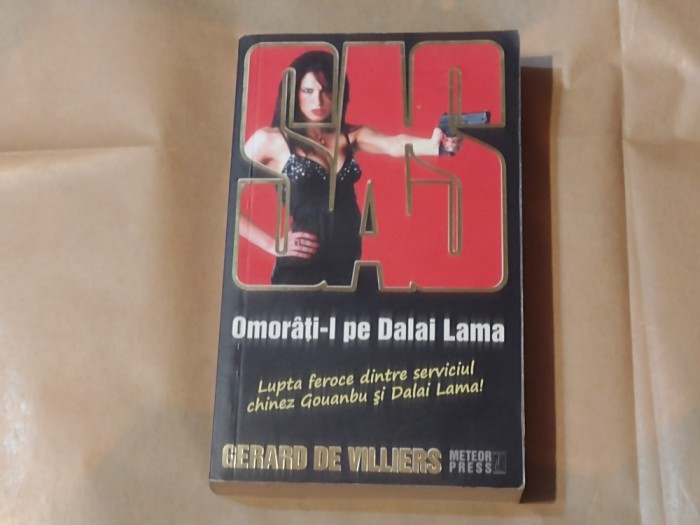 SAS
Omorâți-l pe Dalai Lama
Lupta feroce dintre serviciul
chinez Gouanbu și Dalai Lama!
GERARD DE VILLIERS
METEOR
PRESS